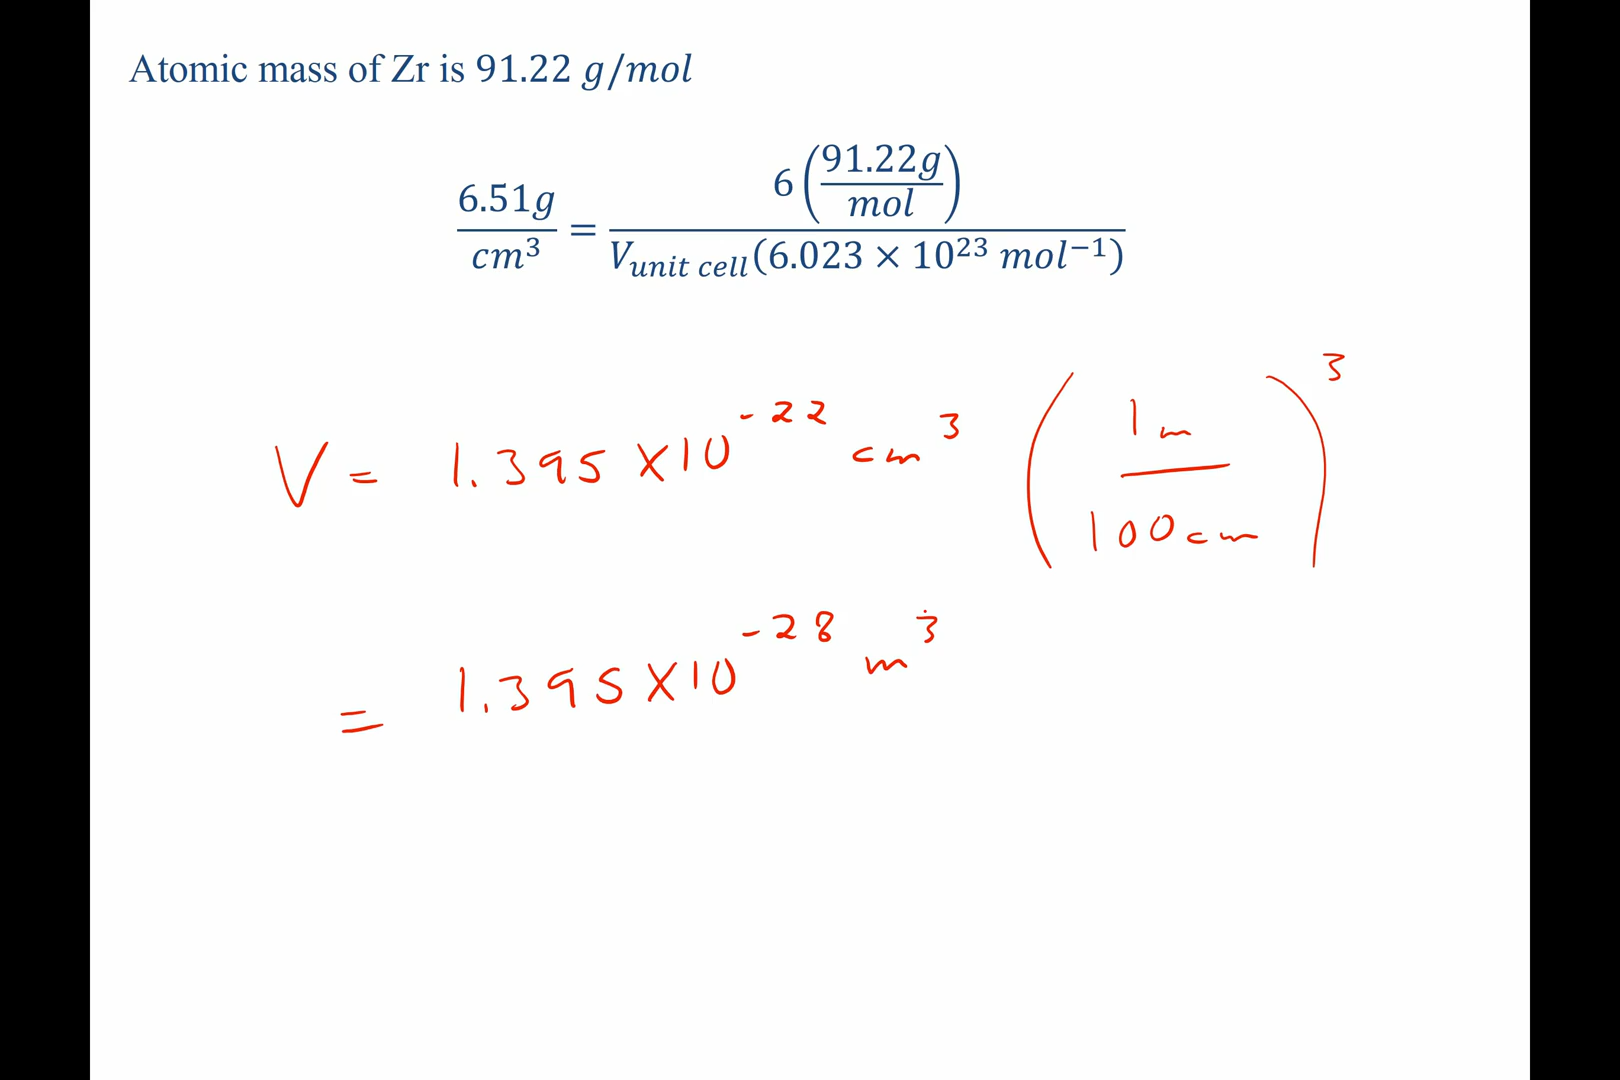 Atomic mass of Zr is 91.22 g/mol
6.51g/cm³ = 6(91.22g/mol) / V_unit cell(6.023 × 10²³ mol⁻¹)
V = 1.395 X10⁻²² cm³ (1m/100cm)³
= 1.395 X10⁻²⁸ m³